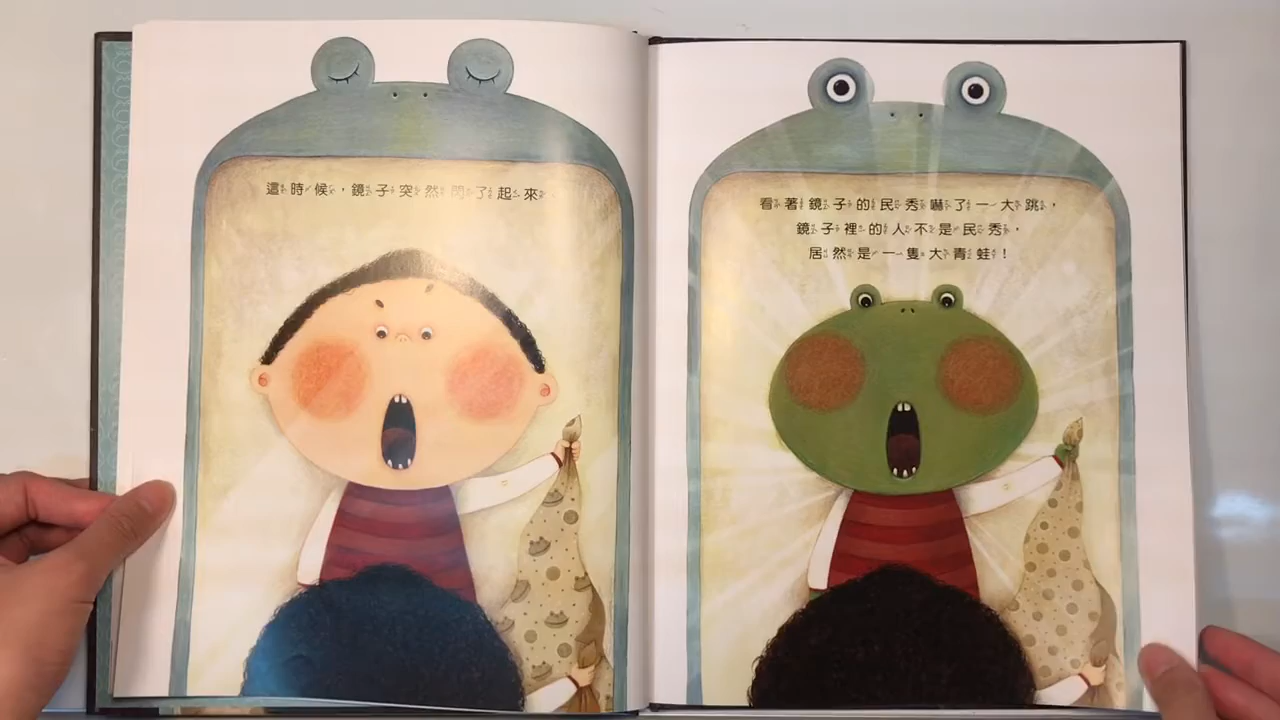 這時候，鏡子突然閃了起來。
看著鏡子的民秀嚇了一大跳，
鏡子裡的人不是民秀，
居然是一隻大青蛙！